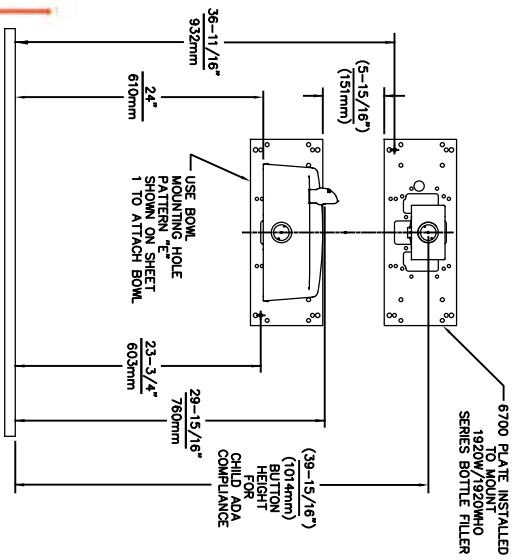 36-11/16"
932mm
24"
610mm
(5-15/16")
(151mm)
USE BOWL
MOUNTING HOLE
PATTERN "E"
SHOWN ON SHEET
1 TO ATTACH BOWL
23-3/4"
603mm
29-15/16"
760mm
(39-15/16")
(1014mm)
BUTTON
HEIGHT
FOR
CHILD ADA
COMPLIANCE
6700 PLATE INSTALLED
TO MOUNT
1920W/1920WHO
SERIES BOTTLE FILLER